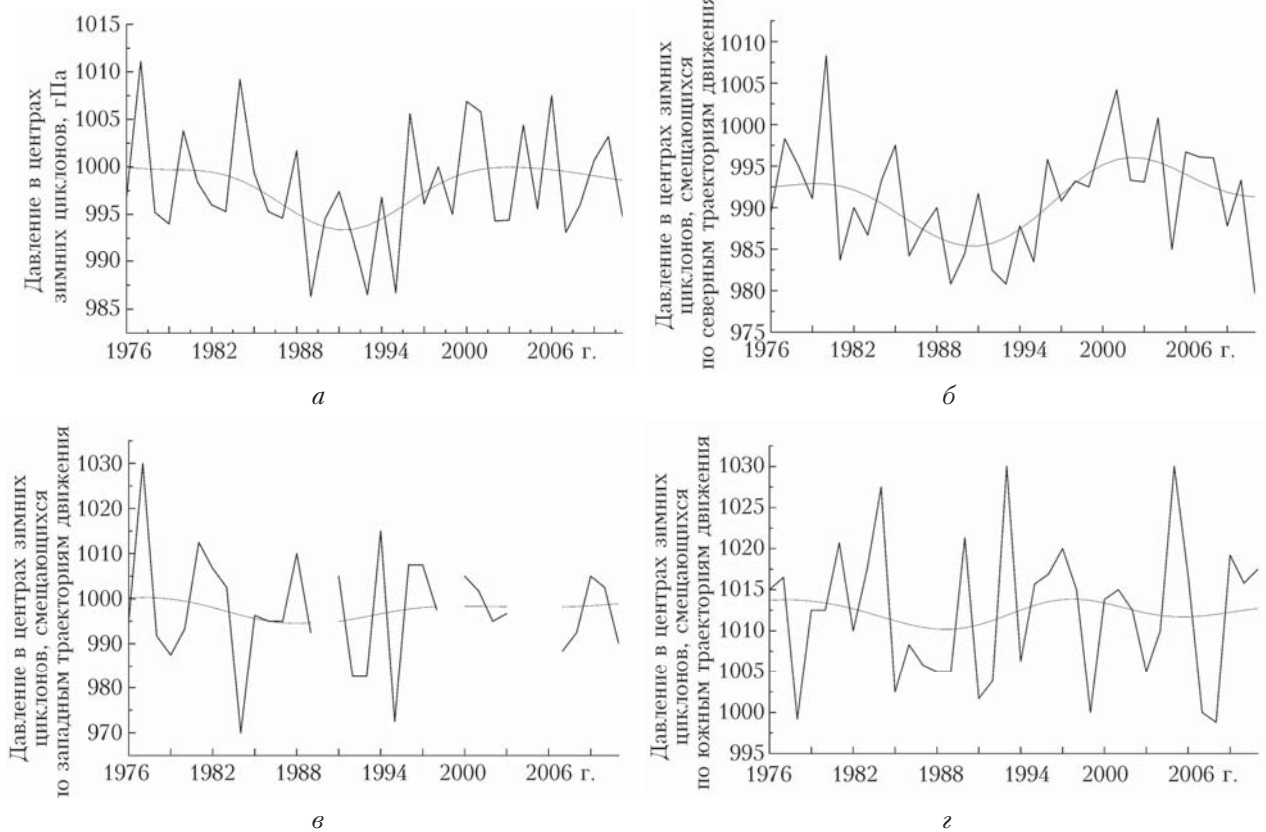 Давление в центрах
зимних циклонов, гПа
1015
1010
1005
1000
995
990
985
1976 1982 1988 1994 2000 2006 г.
а
Давление в центрах зимних
циклонов, смещающихся
по северным траекториям движения
1010
1005
1000
995
990
985
980
975
1976 1982 1988 1994 2000 2006 г.
б
Давление в центрах зимних
циклонов, смещающихся
по западным траекториям движения
1030
1020
1010
1000
990
980
970
1976 1982 1988 1994 2000 2006 г.
в
Давление в центрах зимних
циклонов, смещающихся
по южным траекториям движения
1030
1025
1020
1015
1010
1005
1000
995
1976 1982 1988 1994 2000 2006 г.
г